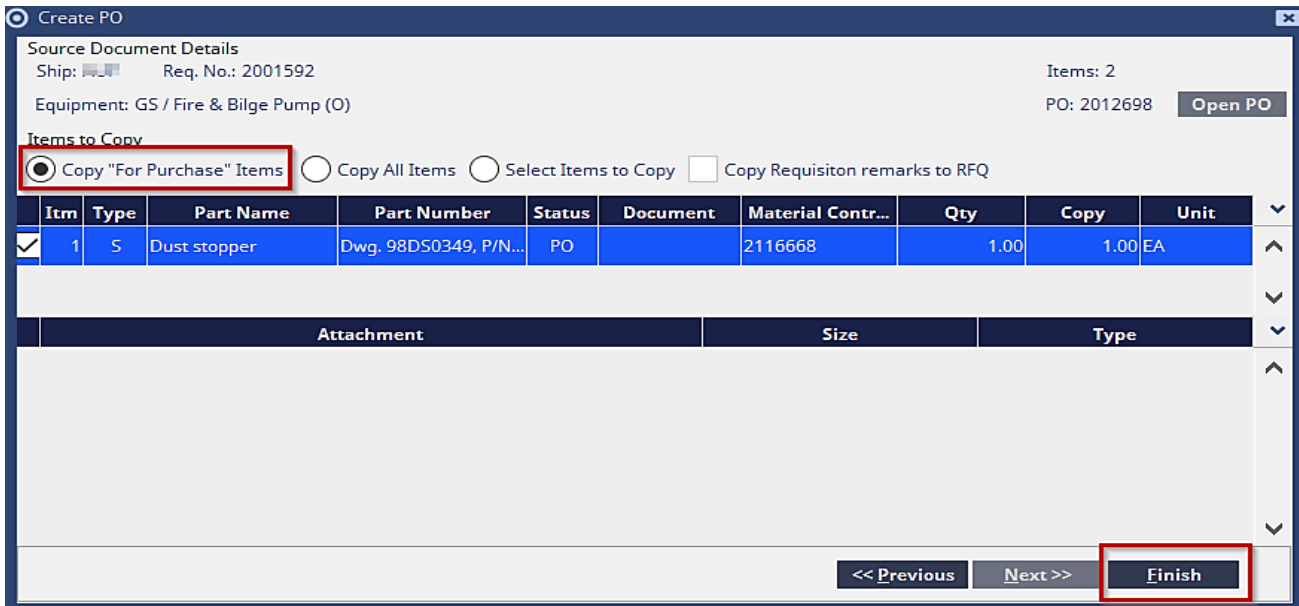 Create PO
Source Document Details
Ship: Req. No.: 2001592 Items: 2
Equipment: GS / Fire & Bilge Pump (O) PO: 2012698 Open PO
Items to Copy
Copy "For Purchase" Items Copy All Items Select Items to Copy Copy Requisiton remarks to RFQ
Itm Type Part Name Part Number Status Document Material Contr... Qty Copy Unit
1 S Dust stopper Dwg. 98DS0349, P/N... PO 2116668 1.00 1.00 EA
Attachment Size Type
<< Previous Next >> Finish